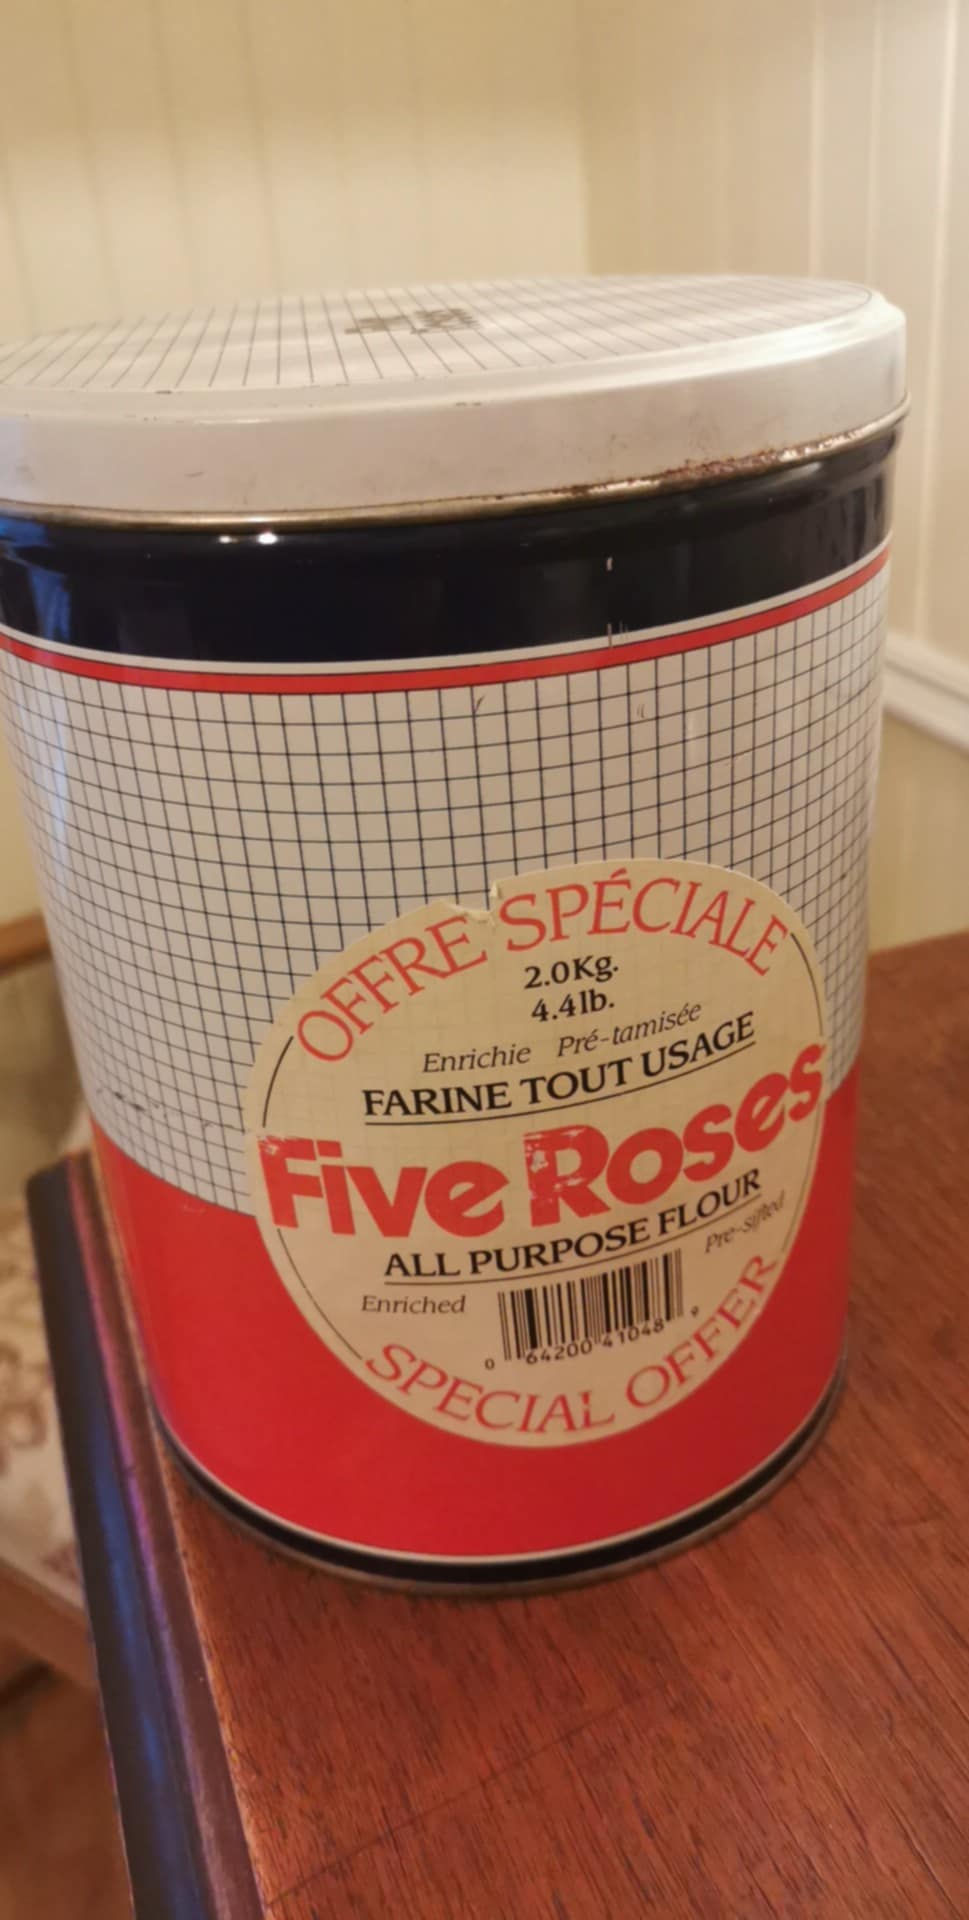 OFFRE SPÉCIALE
2.0Kg.
4.4lb.
Enrichie Pré-tamisée
FARINE TOUT USAGE
Five Roses
ALL PURPOSE FLOUR
Enriched Pre-sifted
0 64200 41048 9
SPECIAL OFFER